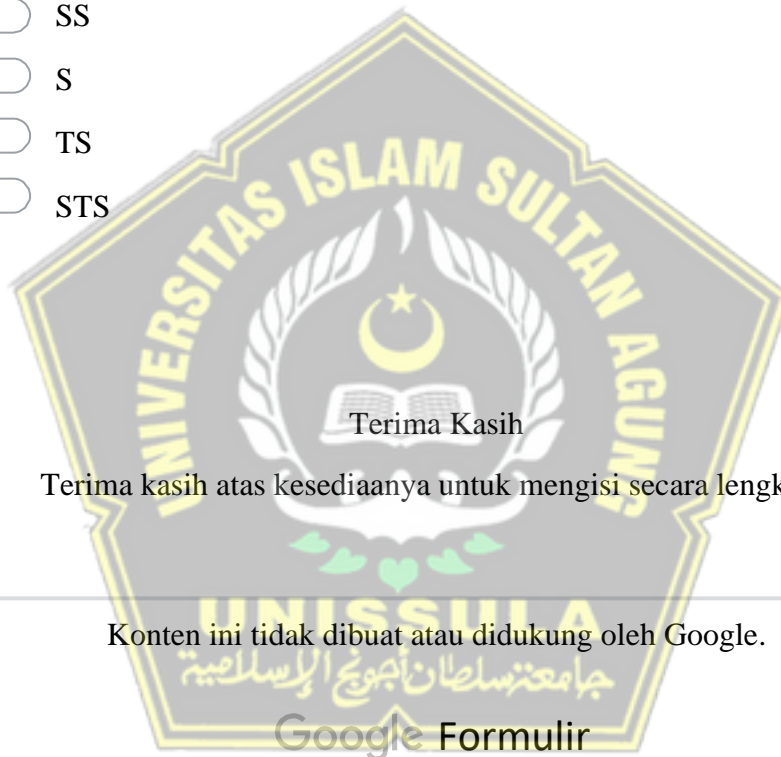 SS
S
TS
STS
UNIVERSITAS ISLAM SULTAN AGUNG
Terima Kasih
Terima kasih atas kesediaanya untuk mengisi secara lengk
UNISSULA
Konten ini tidak dibuat atau didukung oleh Google.
جامعة سلطان أجونج الإسلامية
Google Formulir